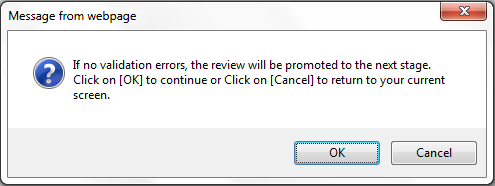 Message from webpage
If no validation errors, the review will be promoted to the next stage.
Click on [OK] to continue or Click on [Cancel] to return to your current
screen.
OK
Cancel